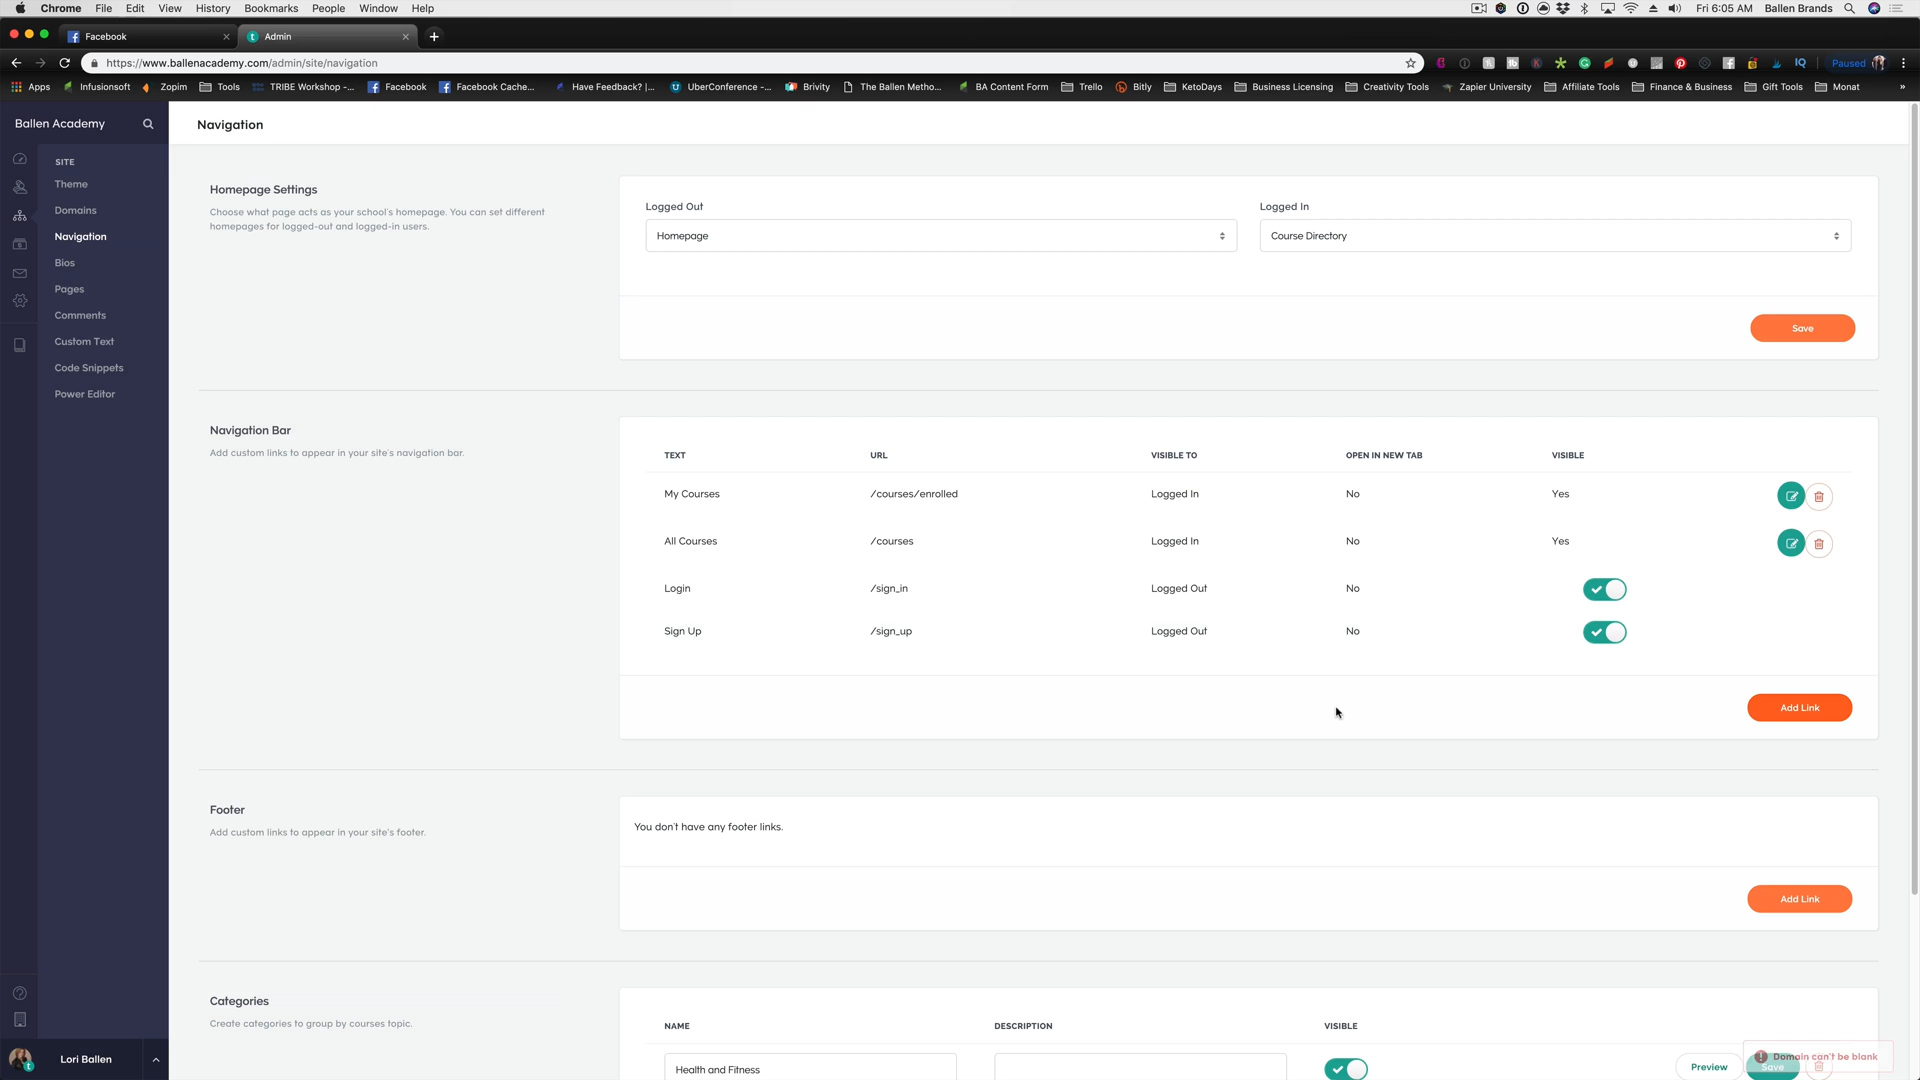 Chrome File Edit View History Bookmarks People Window Help Fri 6:05 AM Ballen Brands
Facebook Admin
https://www.ballenacademy.com/admin/site/navigation Paused
Apps Infusionsoft Zopim Tools TRIBE Workshop -... Facebook Facebook Cache... Have Feedback? |... UberConference -... Brivity The Ballen Metho... BA Content Form Trello Bitly KetoDays Business Licensing Creativity Tools Zapier University Affiliate Tools Finance & Business Gift Tools Monat »
Ballen Academy
Navigation
SITE
Theme
Domains
Navigation
Bios
Pages
Comments
Custom Text
Code Snippets
Power Editor
Lori Ballen
Homepage Settings
Choose what page acts as your school's homepage. You can set different
homepages for logged-out and logged-in users.
Logged Out Logged In
Homepage Course Directory
Save
Navigation Bar
Add custom links to appear in your site's navigation bar.
TEXT URL VISIBLE TO OPEN IN NEW TAB VISIBLE
My Courses /courses/enrolled Logged In No Yes
All Courses /courses Logged In No Yes
Login /sign_in Logged Out No
Sign Up /sign_up Logged Out No
Add Link
Footer
Add custom links to appear in your site's footer.
You don't have any footer links.
Add Link
Categories
Create categories to group by courses topic.
NAME DESCRIPTION VISIBLE
Health and Fitness
Preview Save
Domain can't be blank